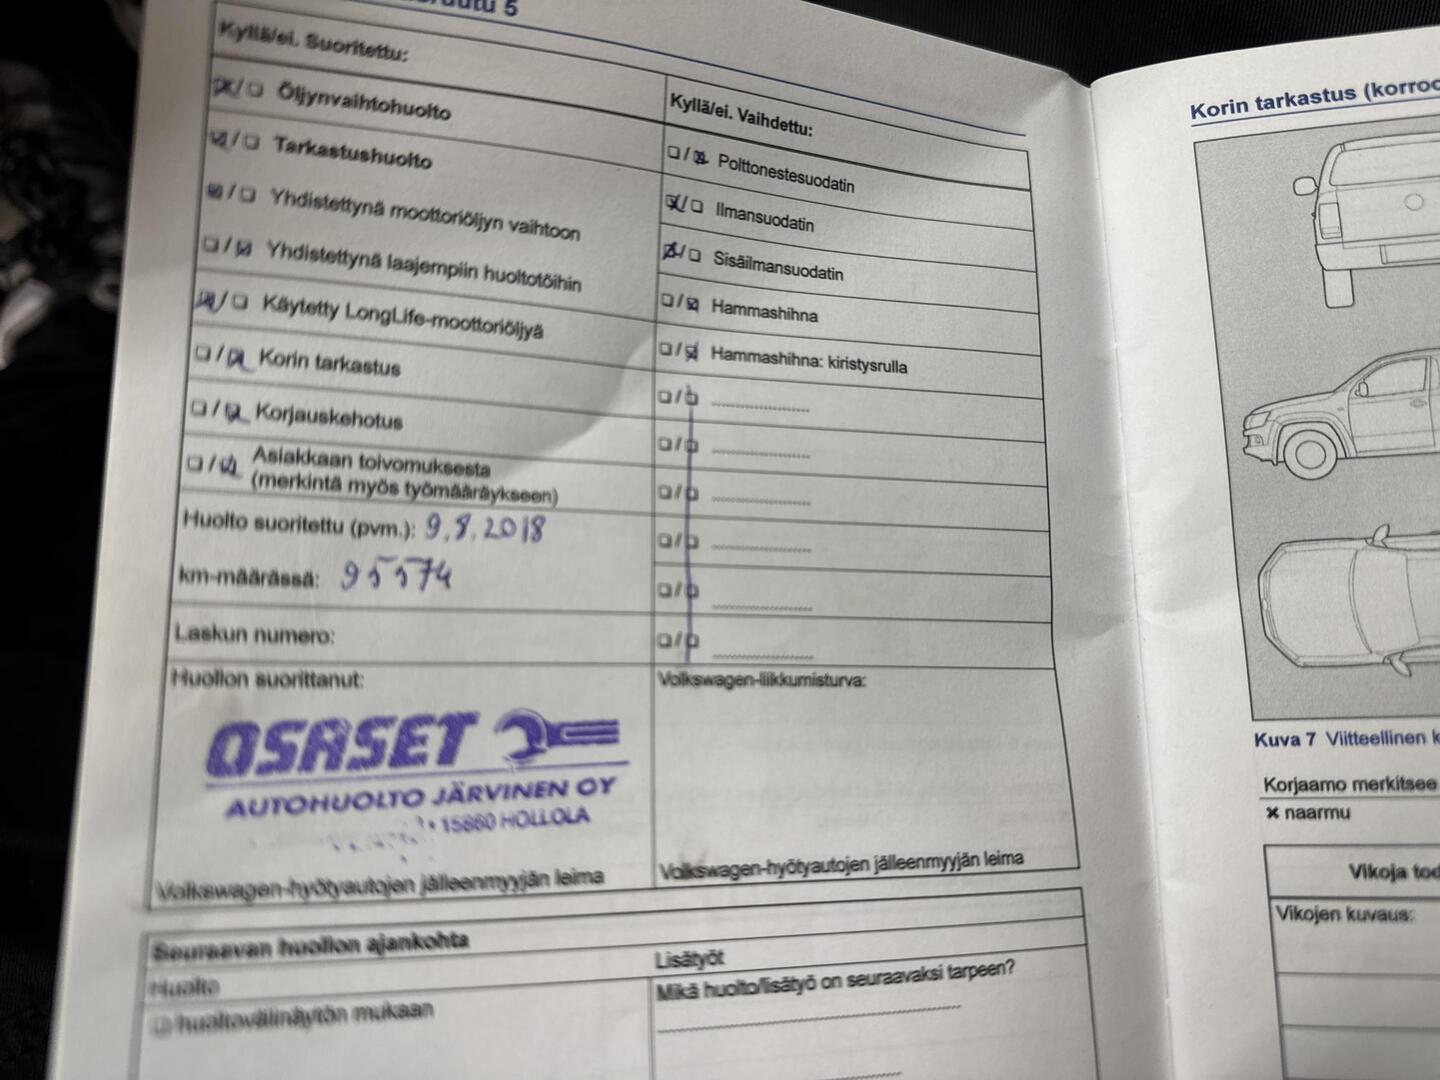 5
Kyllä/ei. Suoritettu:
Öljynvaihtohuolto
Tarkastushuolto
Yhdistettynä moottoriöljyn vaihtoon
Yhdistettynä laajempiin huoltotöihin
Käytetty LongLife-moottoriöljyä
Korin tarkastus
Korjauskehotus
Asiakkaan toivomuksesta
(merkintä myös työmääräykseen)
Huolto suoritettu (pvm.): 9.8.2018
km-määrässä: 95574
Laskun numero:
Huollon suorittanut:
OSASET
AUTOHUOLTO JÄRVINEN OY
15860 HOLLOLA
Volkswagen-hyötyautojen jälleenmyyjän leima
Kyllä/ei. Vaihdettu:
Polttonestesuodatin
Ilmansuodatin
Sisäilmansuodatin
Hammashihna
Hammashihna: kiristysrulla
Volkswagen-liikkumisturva:
Volkswagen-hyötyautojen jälleenmyyjän leima
Seuraavan huollon ajankohta
Huolto
huoltovälinäytön mukaan
Lisätyöt
Mikä huolto/lisätyö on seuraavaksi tarpeen?
Korin tarkastus
Kuva 7 Viitteellinen
Korjaamo merkitsee
× naarmu
Vikoja
Vikojen kuvaus: